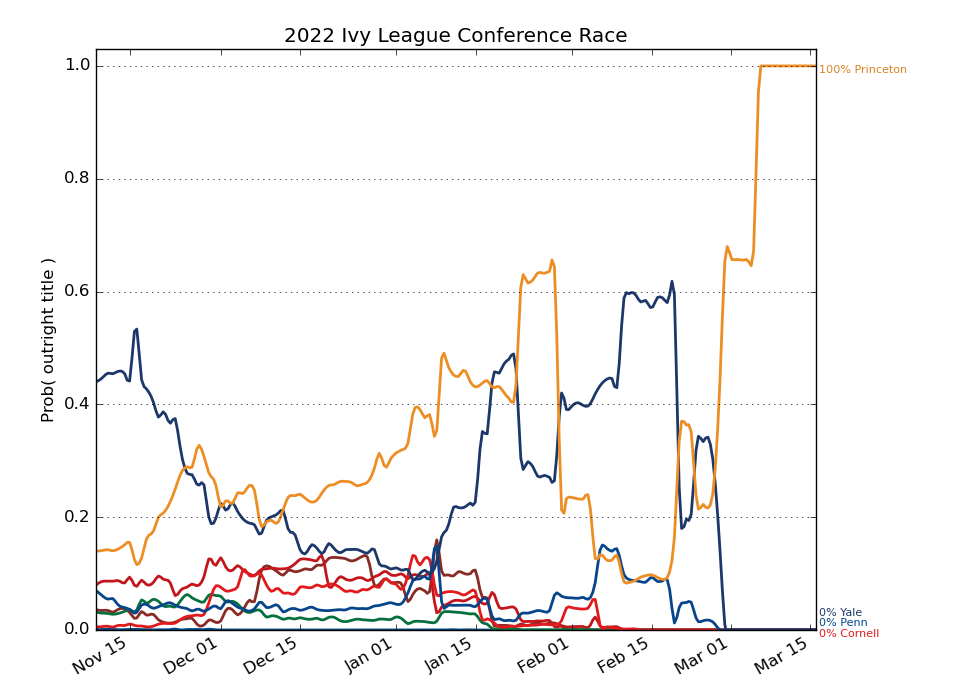 2022 Ivy League Conference Race
Prob( outright title )
1.0
0.8
0.6
0.4
0.2
0.0
100% Princeton
0% Yale
0% Penn
0% Cornell
Nov 15
Dec 01
Dec 15
Jan 01
Jan 15
Feb 01
Feb 15
Mar 01
Mar 15